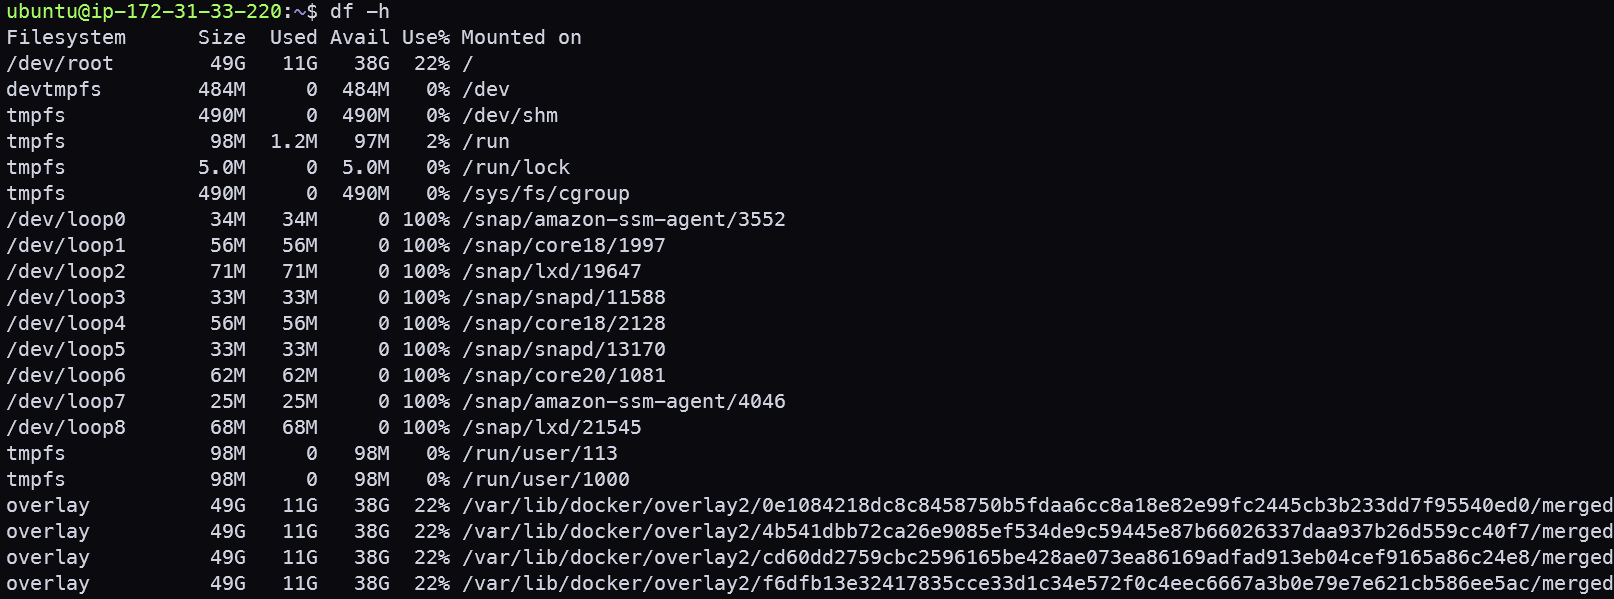 ubuntu@ip-172-31-33-220:~$ df -h
Filesystem      Size  Used Avail Use% Mounted on
/dev/root        49G   11G   38G  22% /
devtmpfs        484M     0  484M   0% /dev
tmpfs           490M     0  490M   0% /dev/shm
tmpfs            98M  1.2M   97M   2% /run
tmpfs           5.0M     0  5.0M   0% /run/lock
tmpfs           490M     0  490M   0% /sys/fs/cgroup
/dev/loop0       34M   34M     0 100% /snap/amazon-ssm-agent/3552
/dev/loop1       56M   56M     0 100% /snap/core18/1997
/dev/loop2       71M   71M     0 100% /snap/lxd/19647
/dev/loop3       33M   33M     0 100% /snap/snapd/11588
/dev/loop4       56M   56M     0 100% /snap/core18/2128
/dev/loop5       33M   33M     0 100% /snap/snapd/13170
/dev/loop6       62M   62M     0 100% /snap/core20/1081
/dev/loop7       25M   25M     0 100% /snap/amazon-ssm-agent/4046
/dev/loop8       68M   68M     0 100% /snap/lxd/21545
tmpfs            98M     0   98M   0% /run/user/113
tmpfs            98M     0   98M   0% /run/user/1000
overlay          49G   11G   38G  22% /var/lib/docker/overlay2/0e1084218dc8c8458750b5fdaa6cc8a18e82e99fc2445cb3b233dd7f95540ed0/merged
overlay          49G   11G   38G  22% /var/lib/docker/overlay2/4b541dbb72ca26e9085ef534de9c59445e87b66026337daa937b26d559cc40f7/merged
overlay          49G   11G   38G  22% /var/lib/docker/overlay2/cd60dd2759cbc2596165be428ae073ea86169adfad913eb04cef9165a86c24e8/merged
overlay          49G   11G   38G  22% /var/lib/docker/overlay2/f6dfb13e32417835cce33d1c34e572f0c4eec6667a3b0e79e7e621cb586ee5ac/merged